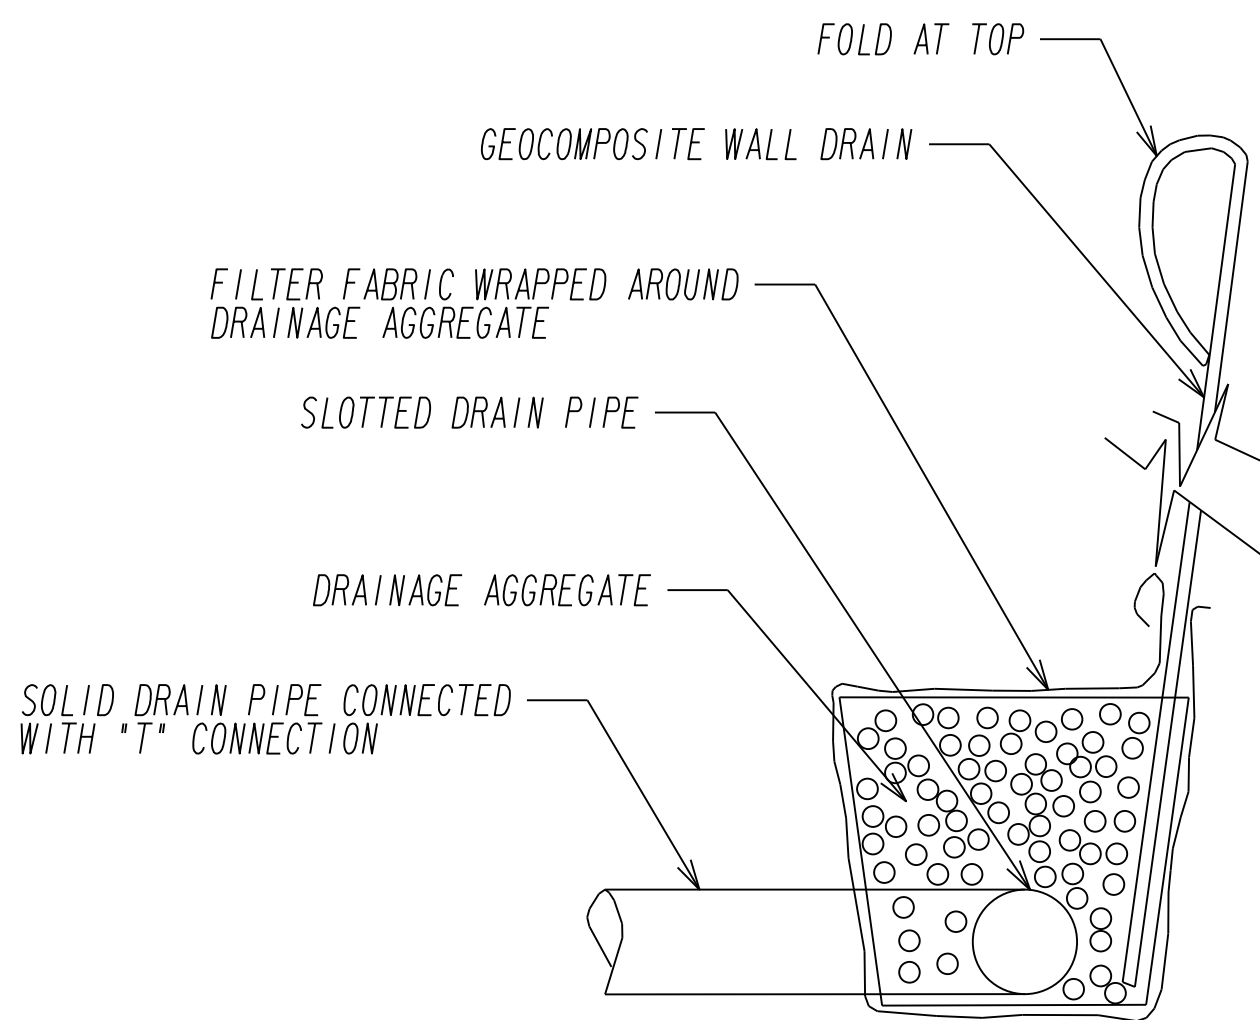 FOLD AT TOP
GEOCOMPOSITE WALL DRAIN
FILTER FABRIC WRAPPED AROUND
DRAINAGE AGGREGATE
SLOTTED DRAIN PIPE
DRAINAGE AGGREGATE
SOLID DRAIN PIPE CONNECTED
WITH "T" CONNECTION